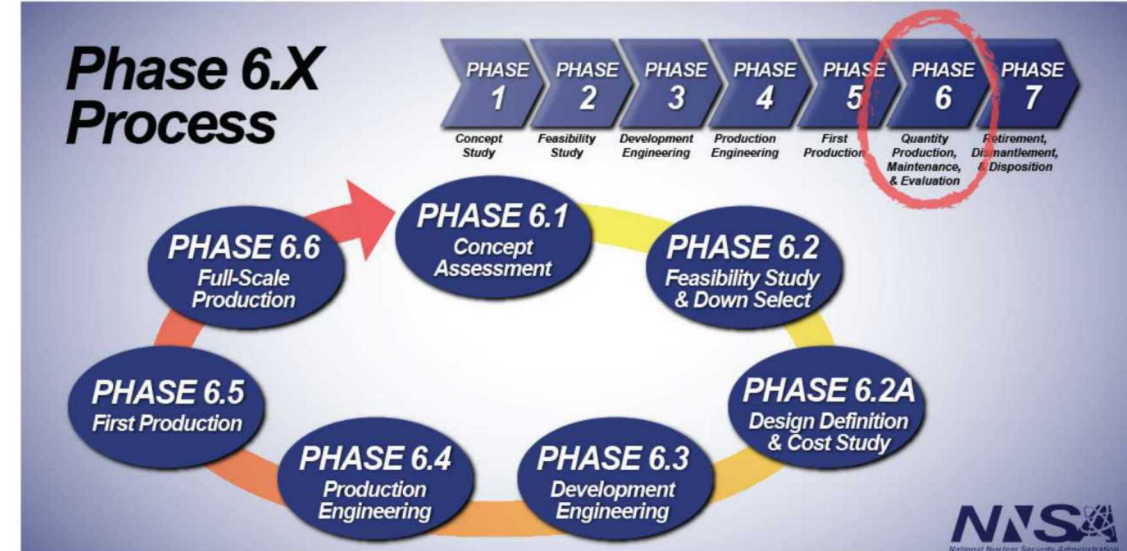 Phase 6.X
Process
PHASE
1
PHASE
2
PHASE
3
PHASE
4
PHASE
5
PHASE
6
PHASE
7
Concept
Study
Feasibility
Study
Development
Engineering
Production
Engineering
First
Production
Quantity
Production,
Maintenance,
& Evaluation
Retirement,
Dismantlement,
& Disposition
PHASE 6.1
Concept
Assessment
PHASE 6.2
Feasibility Study
& Down Select
PHASE 6.2A
Design Definition
& Cost Study
PHASE 6.3
Development
Engineering
PHASE 6.4
Production
Engineering
PHASE 6.5
First Production
PHASE 6.6
Full-Scale
Production
NNSA
National Nuclear Security Administration